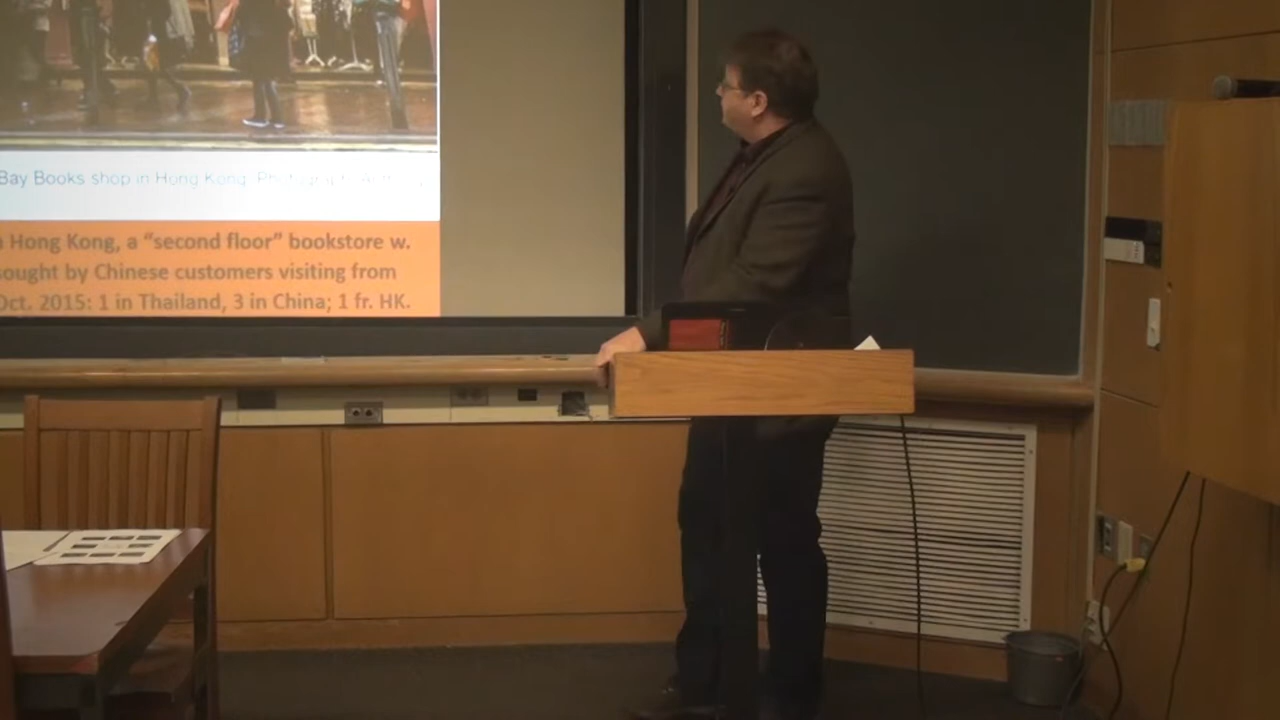 Bay Books shop in Hong Kong. Photograph:
Hong Kong, a “second floor” bookstore w.
sought by Chinese customers visiting from
Oct. 2015: 1 in Thailand, 3 in China; 1 fr. HK.